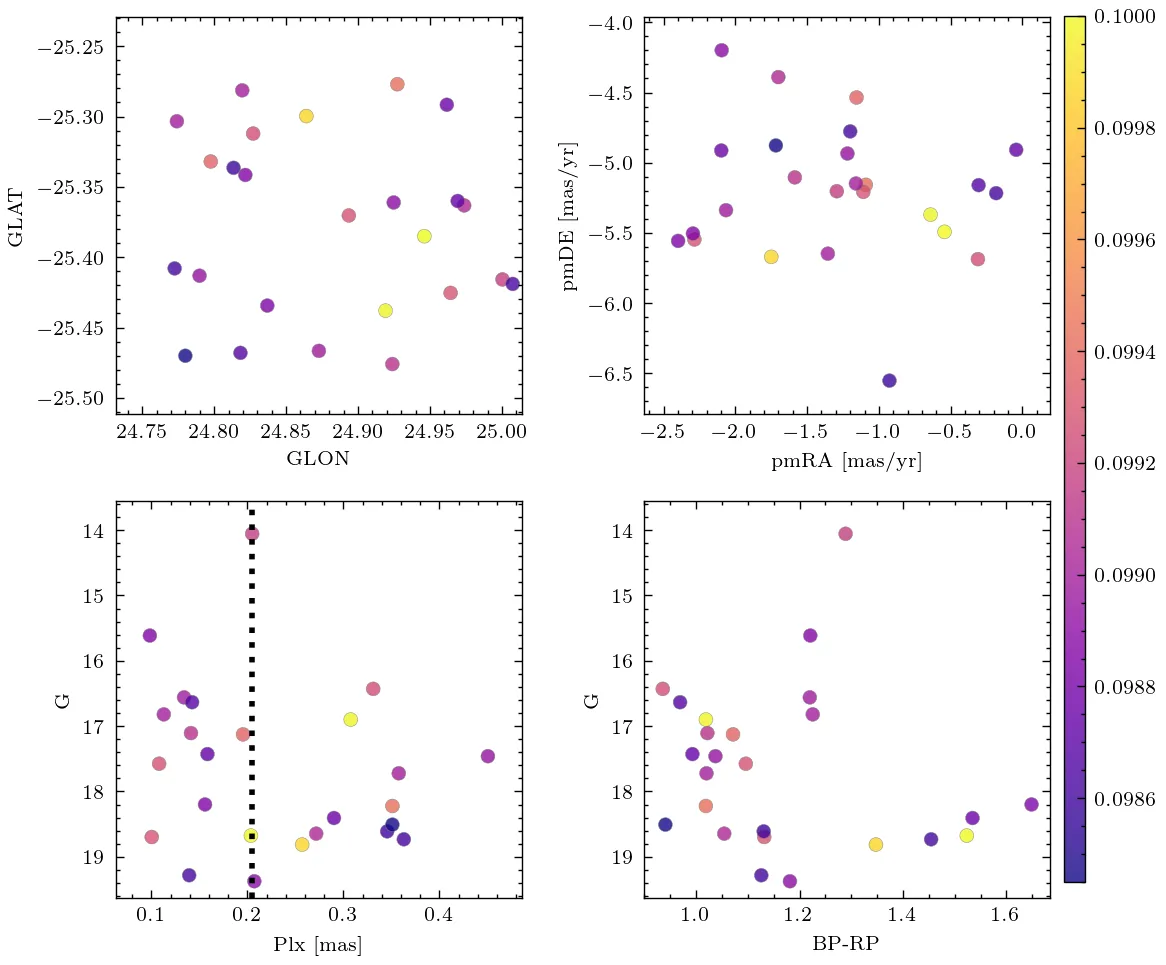 −25.25
−25.30
−25.35
−25.40
−25.45
−25.50
GLAT
24.75 24.80 24.85 24.90 24.95 25.00
GLON
−4.0
−4.5
−5.0
−5.5
−6.0
−6.5
pmDE [mas/yr]
−2.5 −2.0 −1.5 −1.0 −0.5 0.0
pmRA [mas/yr]
14
15
16
17
18
19
G
0.1 0.2 0.3 0.4
Plx [mas]
14
15
16
17
18
19
G
1.0 1.2 1.4 1.6
BP-RP
0.1000
0.0998
0.0996
0.0994
0.0992
0.0990
0.0988
0.0986